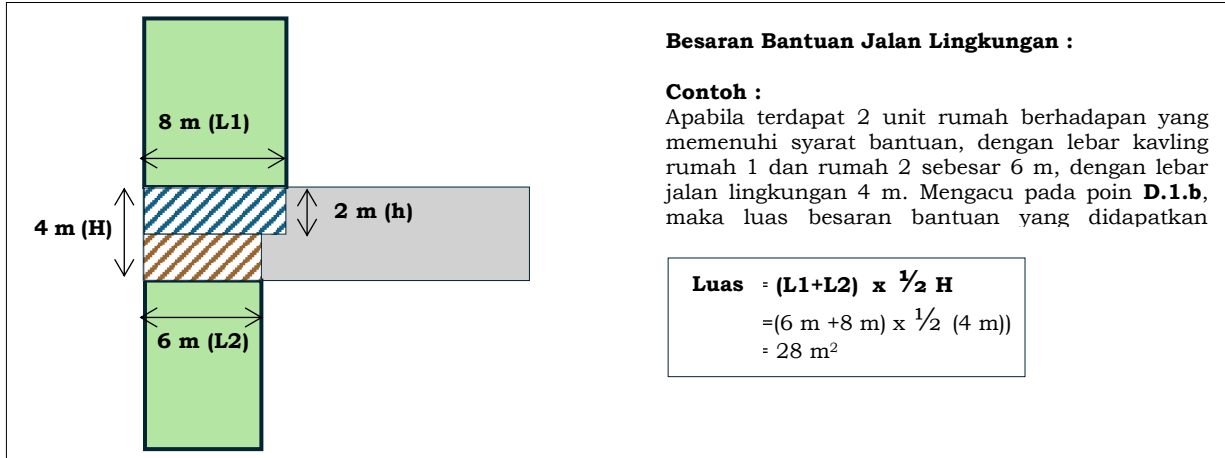 8 m (L1)
4 m (H)
2 m (h)
6 m (L2)
Besaran Bantuan Jalan Lingkungan :
Contoh :
Apabila terdapat 2 unit rumah berhadapan yang
memenuhi syarat bantuan, dengan lebar kavling
rumah 1 dan rumah 2 sebesar 6 m, dengan lebar
jalan lingkungan 4 m. Mengacu pada poin D.1.b,
maka luas besaran bantuan yang didapatkan
Luas = (L1+L2) x ½ H
=(6 m +8 m) x ½ (4 m))
= 28 m²